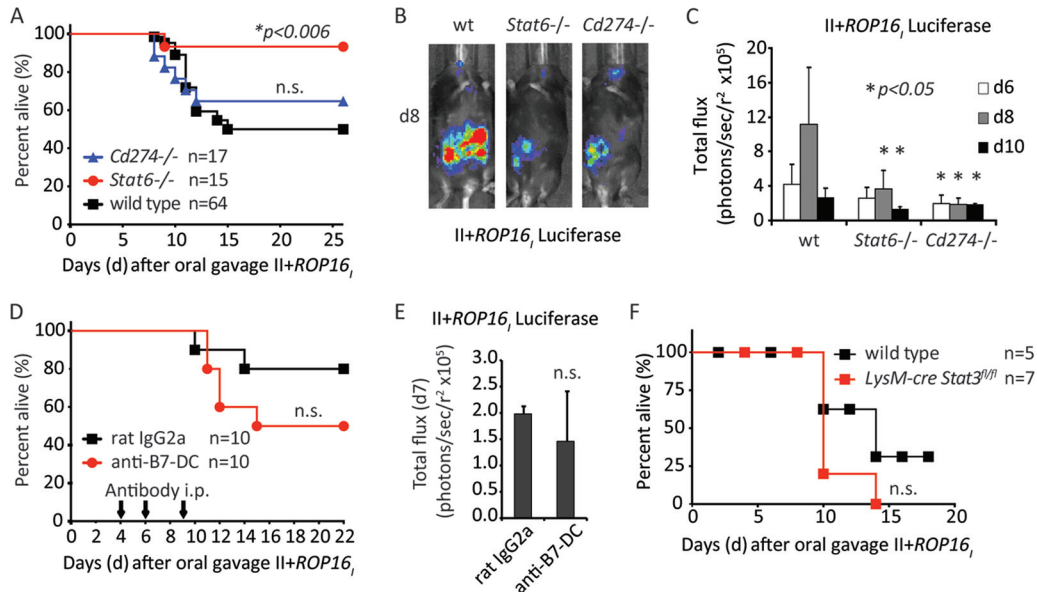 A
Percent alive (%)
100
80
60
40
20
0
*p<0.006
n.s.
Cd274-/- n=17
Stat6-/- n=15
wild type n=64
0 5 10 15 20 25
Days (d) after oral gavage II+ROP16I
B
wt Stat6-/- Cd274-/-
d8
II+ROP16I Luciferase
C
II+ROP16I Luciferase
Total flux
(photons/sec/r² x10⁵)
20
16
12
8
4
0
*p<0.05
d6
d8
d10
* *
* * *
wt Stat6-/- Cd274-/-
D
Percent alive (%)
100
80
60
40
20
0
n.s.
rat IgG2a n=10
anti-B7-DC n=10
Antibody i.p.
0 2 4 6 8 10 12 14 16 18 20 22
Days (d) after oral gavage II+ROP16I
E
II+ROP16I Luciferase
Total flux (d7)
(photons/sec/r² x10⁵)
3.0
2.5
2.0
1.5
1.0
0.5
0.0
n.s.
rat IgG2a
anti-B7-DC
F
Percent alive (%)
100
75
50
25
0
wild type n=5
LysM-cre Stat3fl/fl n=7
n.s.
0 5 10 15 20
Days (d) after oral gavage II+ROP16I